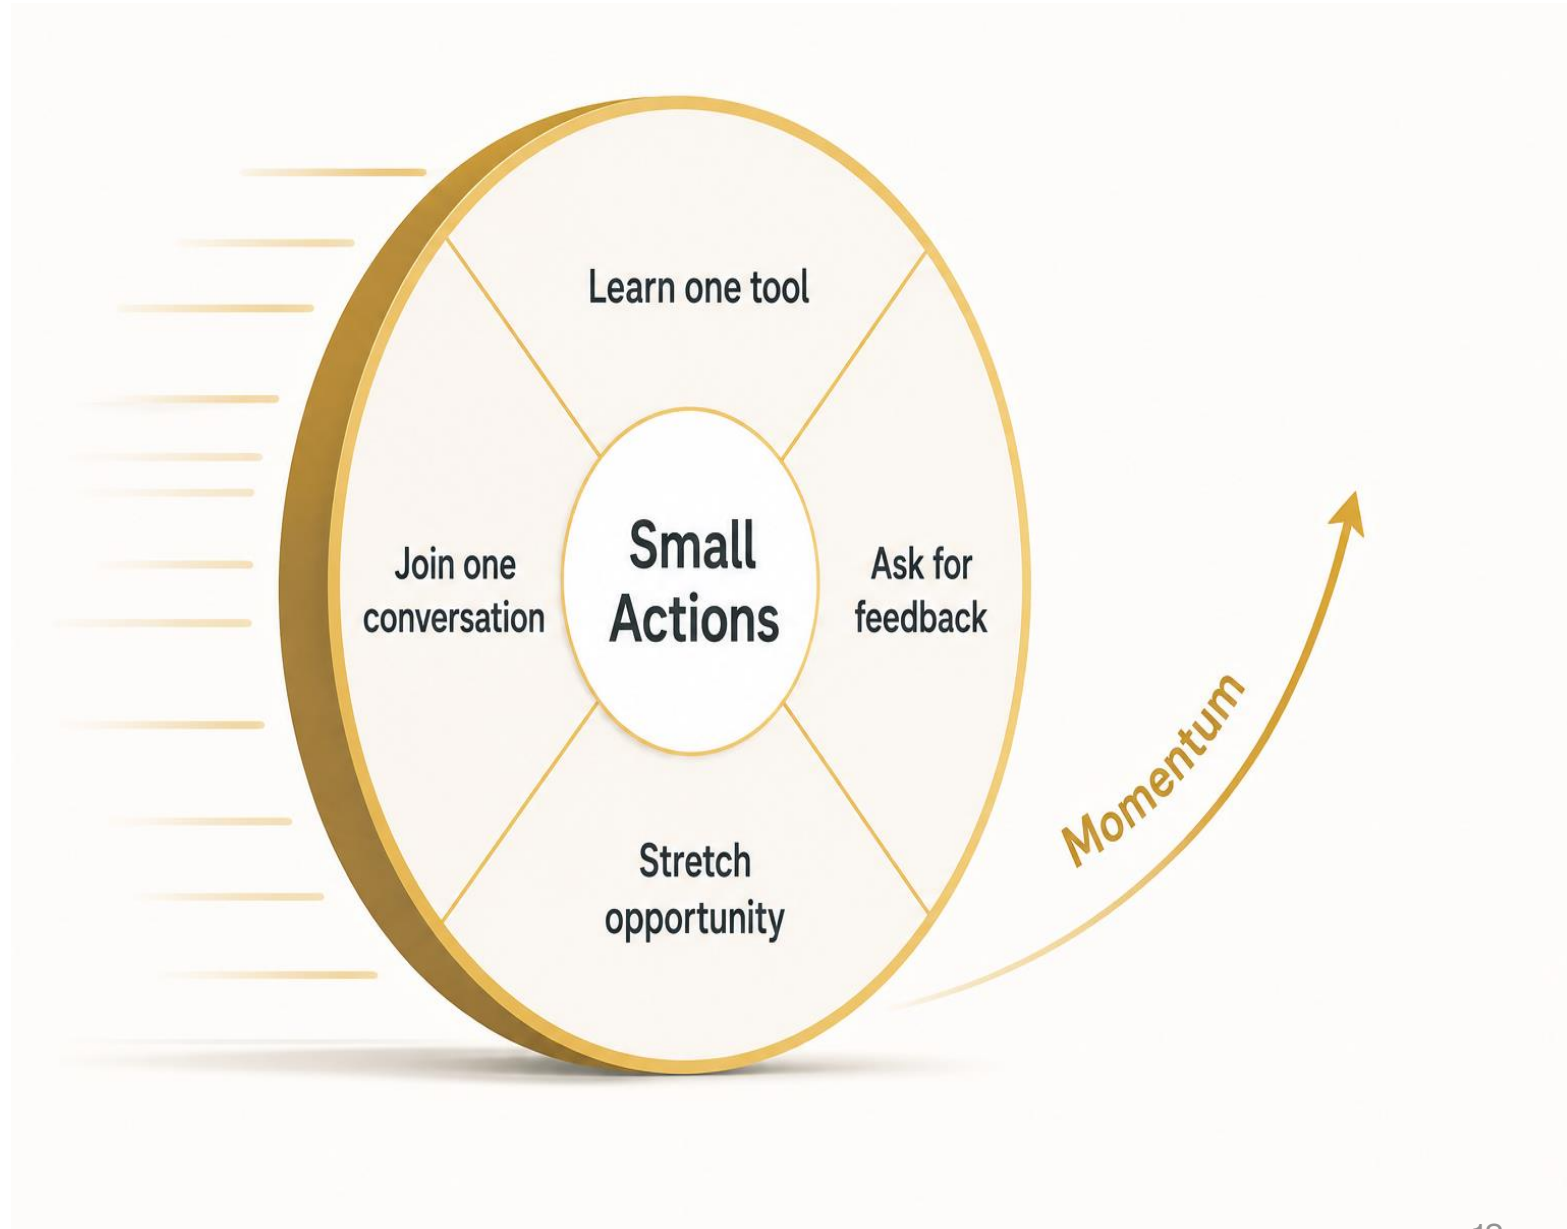 Learn one tool
Small
Actions
Join one
conversation
Ask for
feedback
Stretch
opportunity
Momentum